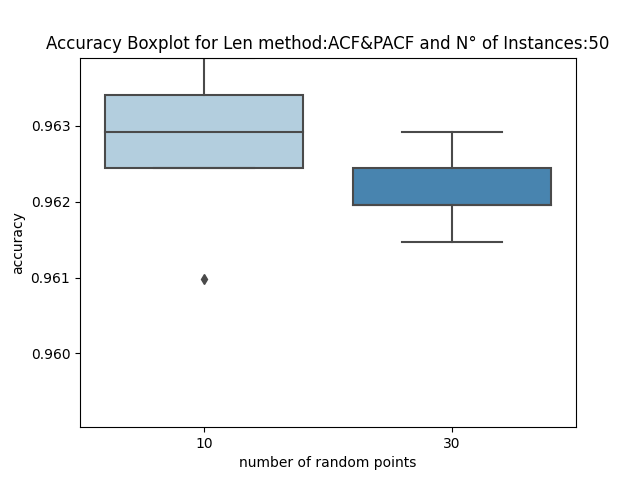 Accuracy Boxplot for Len method:ACF&PACF and N° of Instances:50
0.963
0.962
0.961
0.960
accuracy
10
30
number of random points